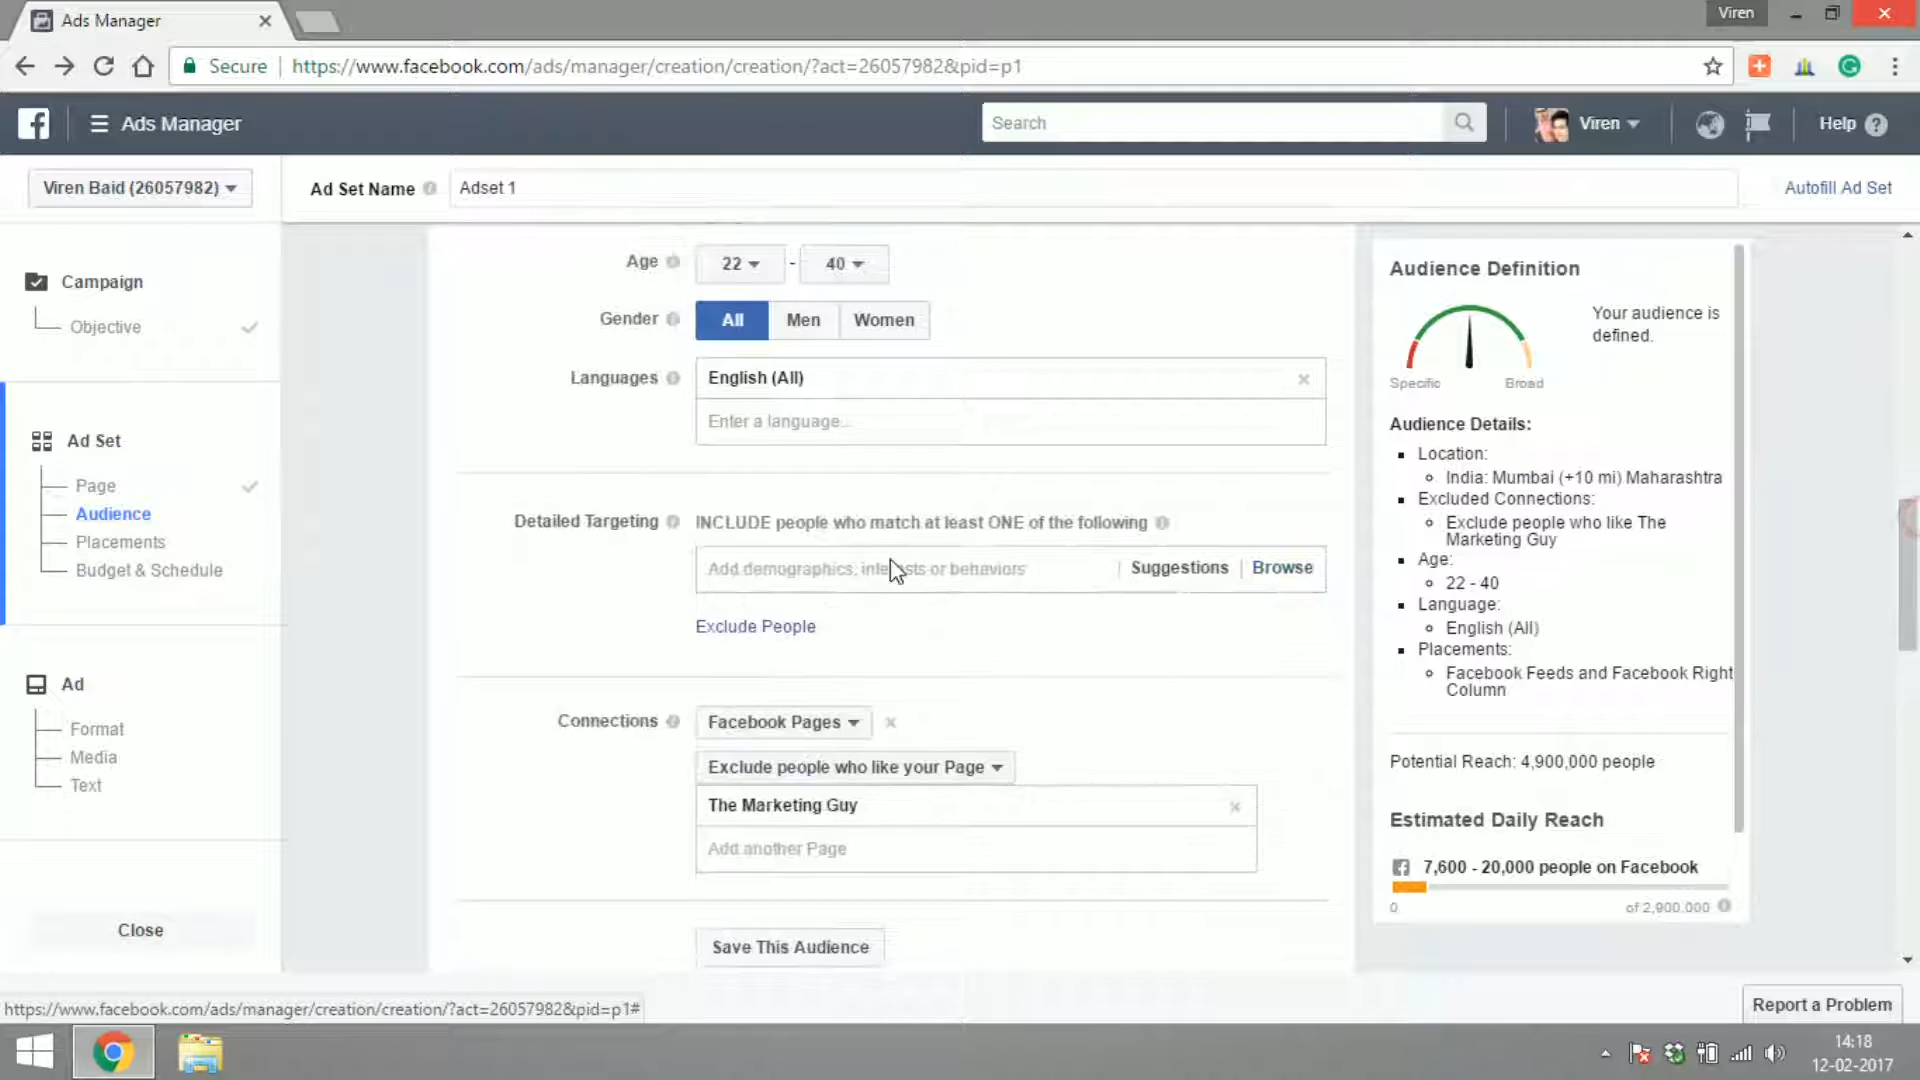 Ads Manager
Viren
Secure
https://www.facebook.com/ads/manager/creation/creation/?act=26057982&pid=p1
Ads Manager
Search
Viren
Help
Viren Baid (26057982)
Ad Set Name
Adset 1
Autofill Ad Set
Campaign
Objective
Ad Set
Page
Audience
Placements
Budget & Schedule
Ad
Format
Media
Text
Close
Age
22
-
40
Gender
All
Men
Women
Languages
English (All)
Enter a language...
Detailed Targeting
INCLUDE people who match at least ONE of the following
Add demographics, interests or behaviors
Suggestions
Browse
Exclude People
Connections
Facebook Pages
Exclude people who like your Page
The Marketing Guy
Add another Page
Save This Audience
Audience Definition
Your audience is
defined.
Specific
Broad
Audience Details:
Location:
India: Mumbai (+10 mi) Maharashtra
Excluded Connections:
Exclude people who like The
Marketing Guy
Age:
22 - 40
Language:
English (All)
Placements:
Facebook Feeds and Facebook Right
Column
Potential Reach: 4,900,000 people
Estimated Daily Reach
7,600 - 20,000 people on Facebook
0
of 2,900,000
https://www.facebook.com/ads/manager/creation/creation/?act=26057982&pid=p1#
Report a Problem
14:18
12-02-2017